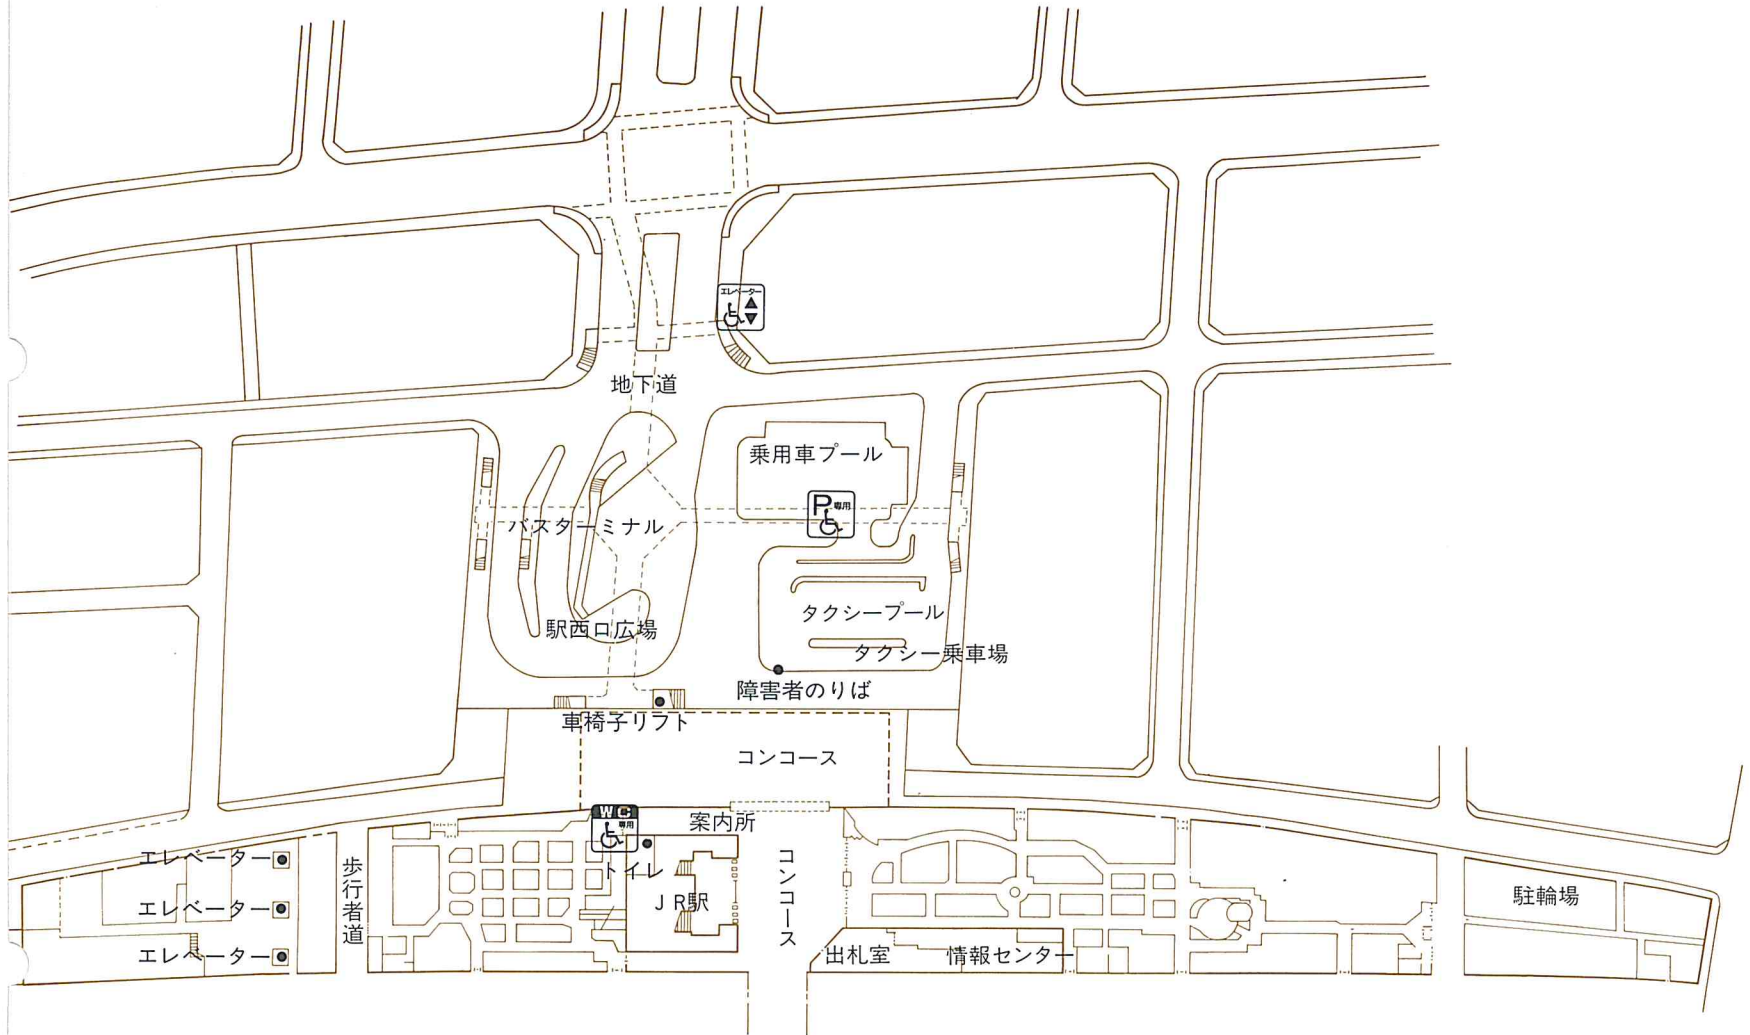 エレベーター
地下道
乗用車プール
P専用
バスターミナル
タクシープール
駅西口広場
タクシー乗車場
障害者のりば
車椅子リフト
コンコース
WC
専用
案内所
エレベーター
トイレ
歩行者道
コンコース
JR駅
駐輪場
エレベーター
エレベーター
出札室
情報センター